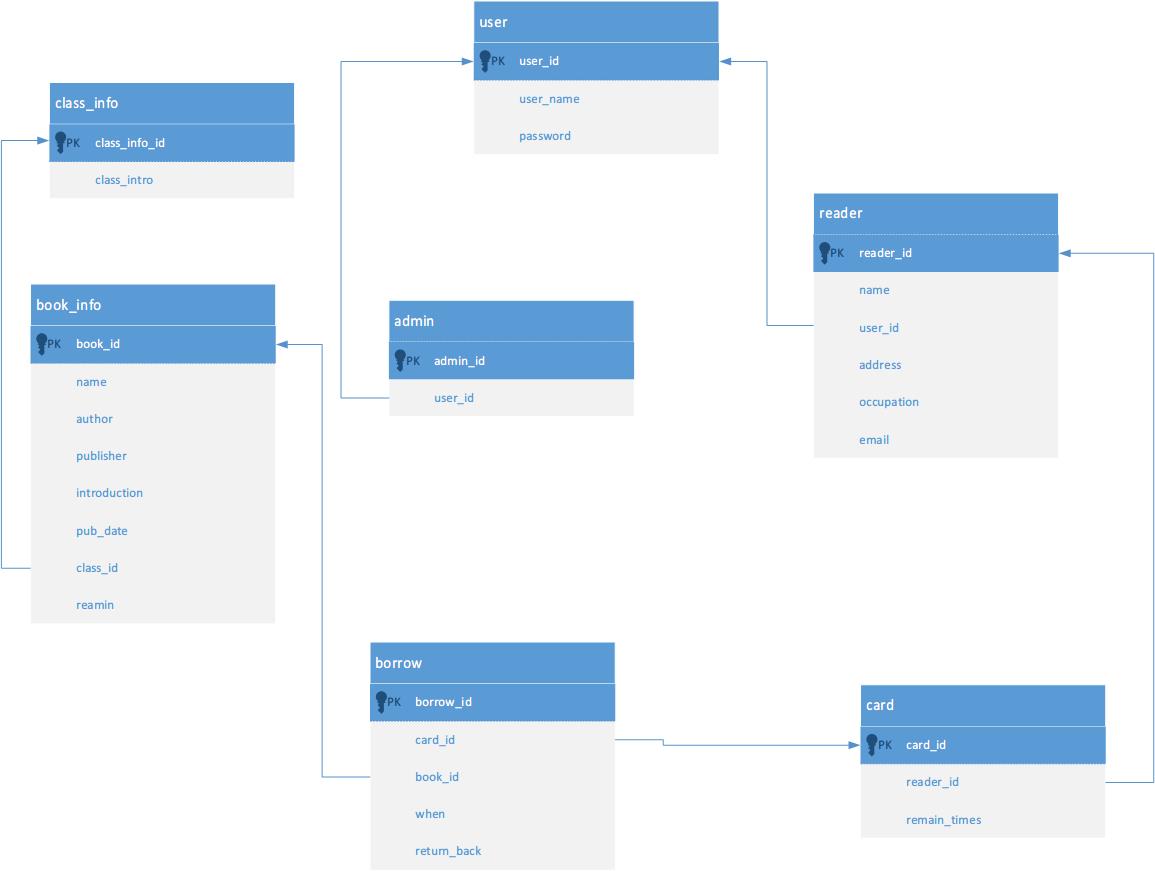 user
PK user_id
user_name
password
class_info
PK class_info_id
class_intro
reader
PK reader_id
name
user_id
address
occupation
email
book_info
PK book_id
name
author
publisher
introduction
pub_date
class_id
reamin
admin
PK admin_id
user_id
borrow
PK borrow_id
card_id
book_id
when
return_back
card
PK card_id
reader_id
remain_times